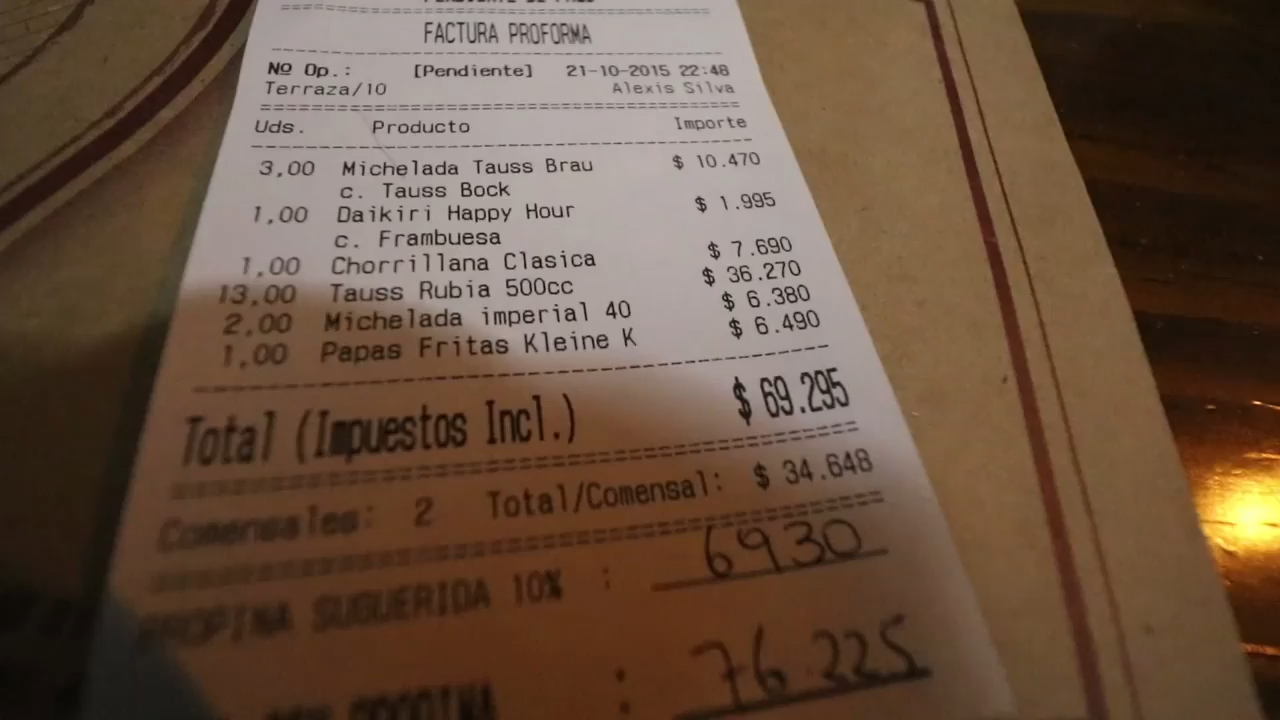 FACTURA PROFORMA
Nº Op.: [Pendiente] 21-10-2015 22:48
Terraza/10 Alexis Silva
Uds. Producto Importe
3,00 Michelada Tauss Brau $ 10.470
c. Tauss Bock
1,00 Daikiri Happy Hour $ 1.995
c. Frambuesa
1,00 Chorrillana Clasica $ 7.690
13,00 Tauss Rubia 500cc $ 36.270
2,00 Michelada imperial 40 $ 6.380
1,00 Papas Fritas Kleine K $ 6.490
Total (Impuestos Incl.) $ 69.295
Comensales: 2 Total/Comensal: $ 34.648
PROPINA SUGUERIDA 10% : 6930
PROPINA : 76.225